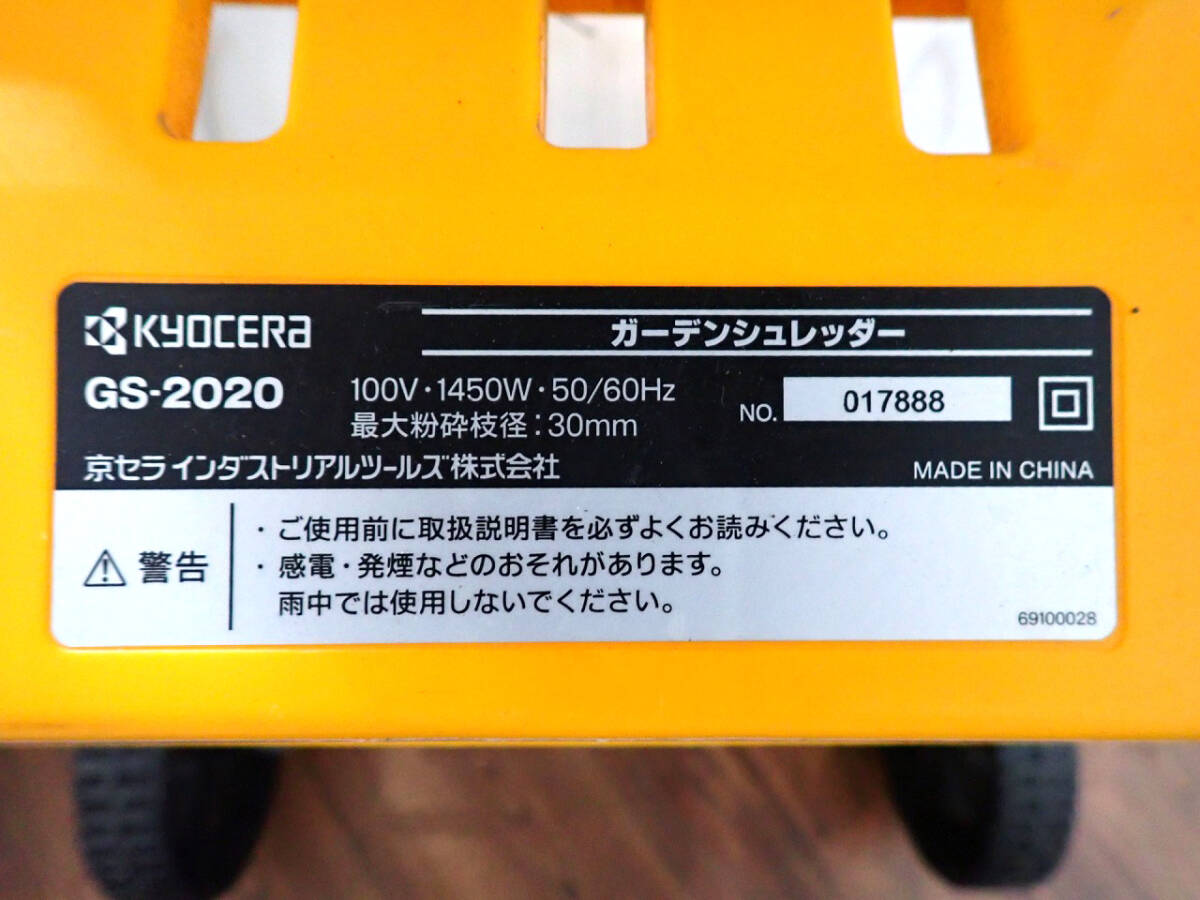 KYOCERA
ガーデンシュレッダー
GS-2020
100V・1450W・50/60Hz
最大粉砕枝径：30mm
NO. 017888
京セラ インダストリアルツールズ株式会社
MADE IN CHINA
⚠ 警告
・ご使用前に取扱説明書を必ずよくお読みください。
・感電・発煙などのおそれがあります。
雨中では使用しないでください。
69100028